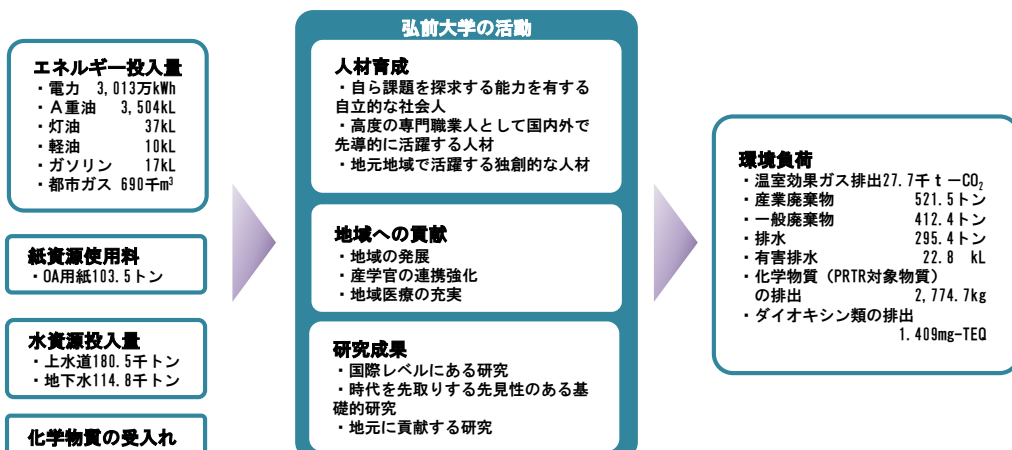 エネルギー投入量
・電力 3,013万kWh
・A重油 3,504kL
・灯油 37kL
・軽油 10kL
・ガソリン 17kL
・都市ガス 690千m³
紙資源使用料
・OA用紙103.5トン
水資源投入量
・上水道180.5千トン
・地下水114.8千トン
化学物質の受入れ
弘前大学の活動
人材育成
・自ら課題を探求する能力を有する
自立的な社会人
・高度の専門職業人として国内外で
先導的に活躍する人材
・地元地域で活躍する独創的な人材
地域への貢献
・地域の発展
・産学官の連携強化
・地域医療の充実
研究成果
・国際レベルにある研究
・時代を先取りする先見性のある基
礎的研究
・地元に貢献する研究
環境負荷
・温室効果ガス排出27.7千t-CO₂
・産業廃棄物 521.5トン
・一般廃棄物 412.4トン
・排水 295.4トン
・有害排水 22.8 kL
・化学物質(PRTR対象物質)
の排出 2,774.7kg
・ダイオキシン類の排出
1.409mg-TEQ